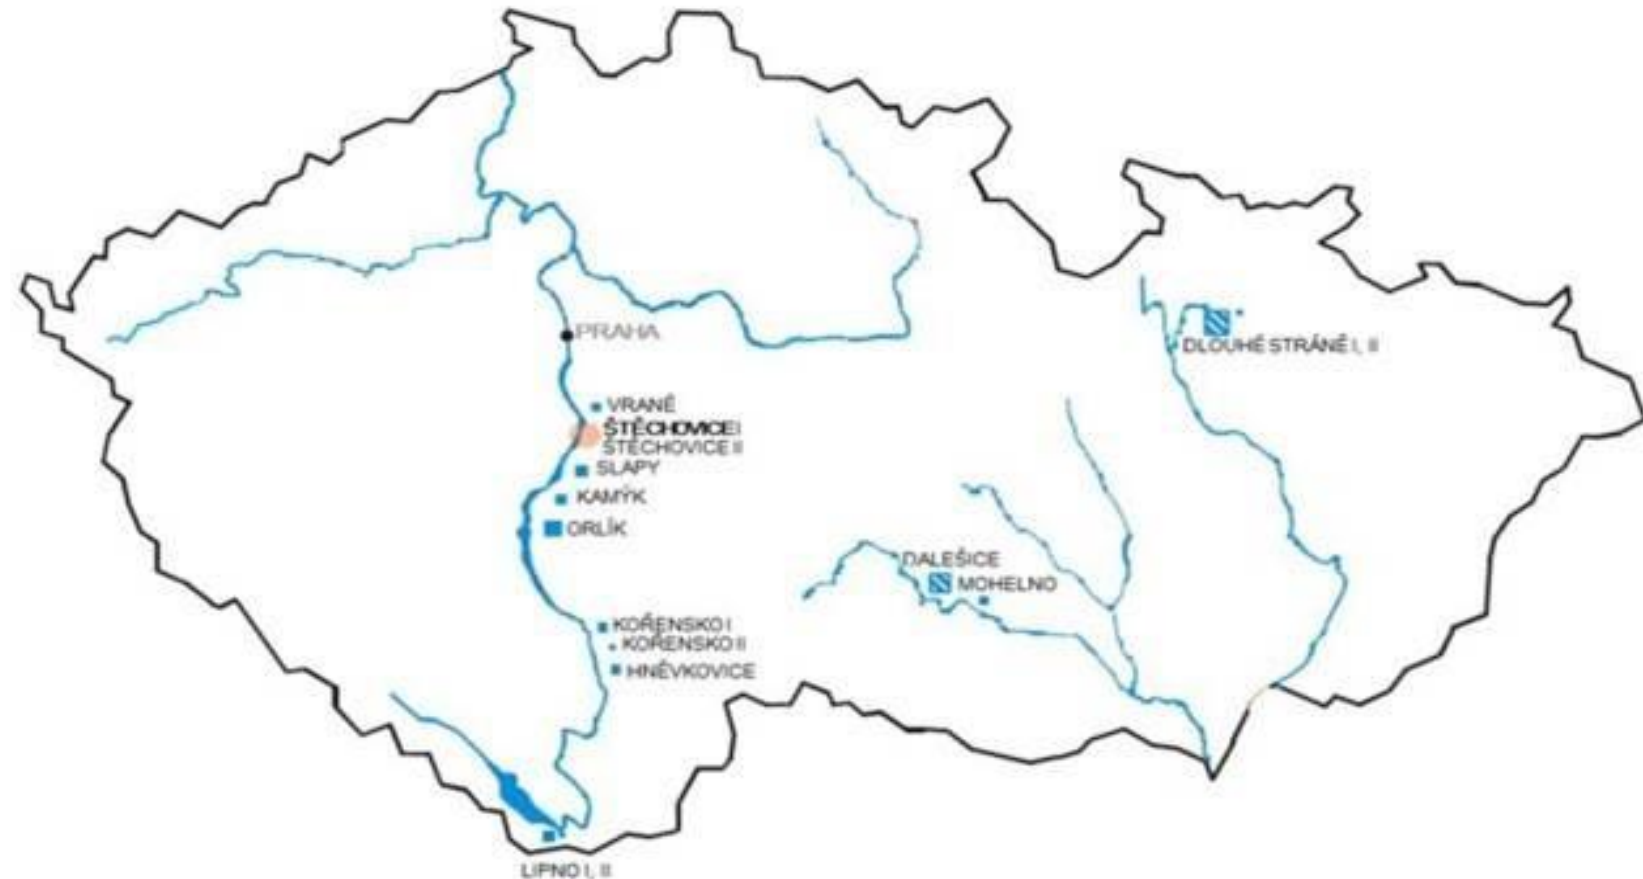 PRAHA
DLOUHÉ STRÁNĚ I, II
VRANÉ
ŠTĚCHOVICE I
ŠTĚCHOVICE II
SLAPY
KAMÝK
ORLÍK
DALEŠICE
MOHELNO
KOŘENSKO I
KOŘENSKO II
HNĚVKOVICE
LIPNO I, II